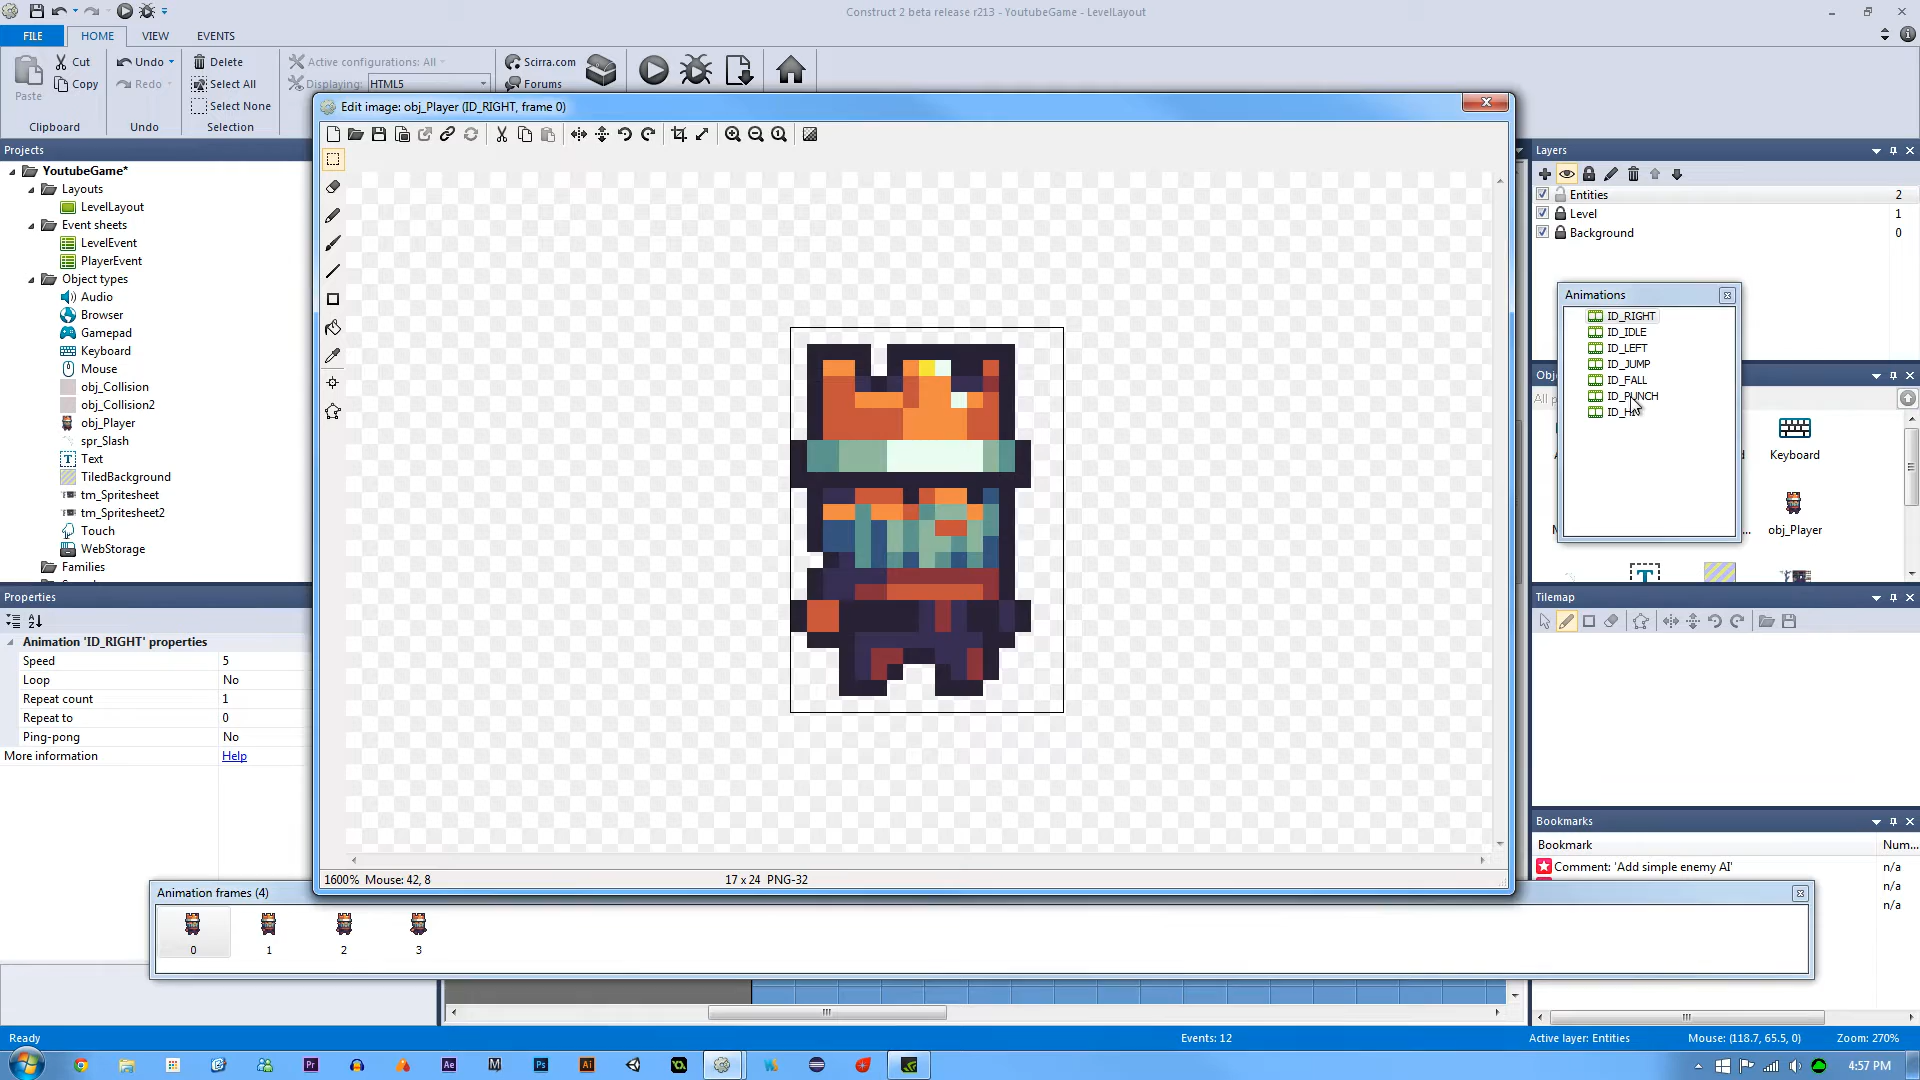 Construct 2 beta release r213 - YoutubeGame - LevelLayout
FILE
HOME
VIEW
EVENTS
Paste
Cut
Copy
Clipboard
Undo
Redo
Undo
Delete
Select All
Select None
Selection
Active configurations: All
Displaying:
HTML5
Scirra.com
Forums
Edit image: obj_Player (ID_RIGHT, frame 0)
Projects
YoutubeGame*
Layouts
LevelLayout
Event sheets
LevelEvent
PlayerEvent
Object types
Audio
Browser
Gamepad
Keyboard
Mouse
obj_Collision
obj_Collision2
obj_Player
spr_Slash
Text
TiledBackground
tm_Spritesheet
tm_Spritesheet2
Touch
WebStorage
Families
Properties
Animation 'ID_RIGHT' properties
Speed 5
Loop No
Repeat count 1
Repeat to 0
Ping-pong No
More information Help
1600% Mouse: 42, 8
17 x 24 PNG-32
Animation frames (4)
0
1
2
3
Layers
Entities 2
Level 1
Background 0
Animations
ID_RIGHT
ID_IDLE
ID_LEFT
ID_JUMP
ID_FALL
ID_PUNCH
Keyboard
obj_Player
Tilemap
Bookmarks
Bookmark Num...
Comment: 'Add simple enemy AI' n/a
n/a
n/a
Ready
Events: 12
Active layer: Entities
Mouse: (118.7, 65.5, 0)
Zoom: 270%
4:57 PM